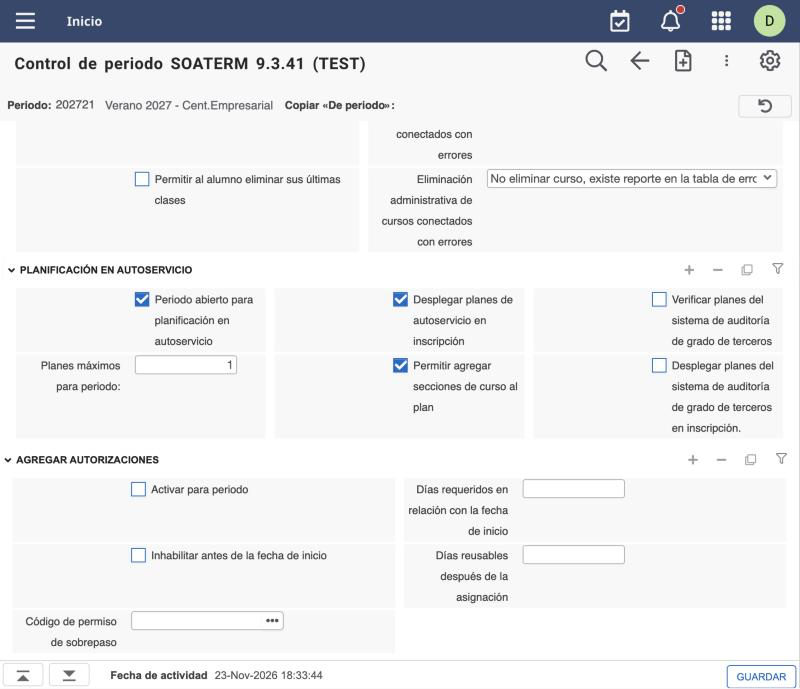 Inicio
D
Control de periodo SOATERM 9.3.41 (TEST)
Periodo: 202721 Verano 2027 - Cent.Empresarial Copiar «De periodo»:
conectados con
errores
Permitir al alumno eliminar sus últimas
clases
Eliminación
administrativa de
cursos conectados
con errores
No eliminar curso, existe reporte en la tabla de errc
PLANIFICACIÓN EN AUTOSERVICIO
Periodo abierto para
planificación en
autoservicio
Desplegar planes de
autoservicio en
inscripción
Verificar planes del
sistema de auditoría
de grado de terceros
Planes máximos
para periodo:
1
Permitir agregar
secciones de curso al
plan
Desplegar planes del
sistema de auditoría
de grado de terceros
en inscripción.
AGREGAR AUTORIZACIONES
Activar para periodo
Días requeridos en
relación con la fecha
de inicio
Inhabilitar antes de la fecha de inicio
Días reusables
después de la
asignación
Código de permiso
de sobrepaso
Fecha de actividad 23-Nov-2026 18:33:44
GUARDAR